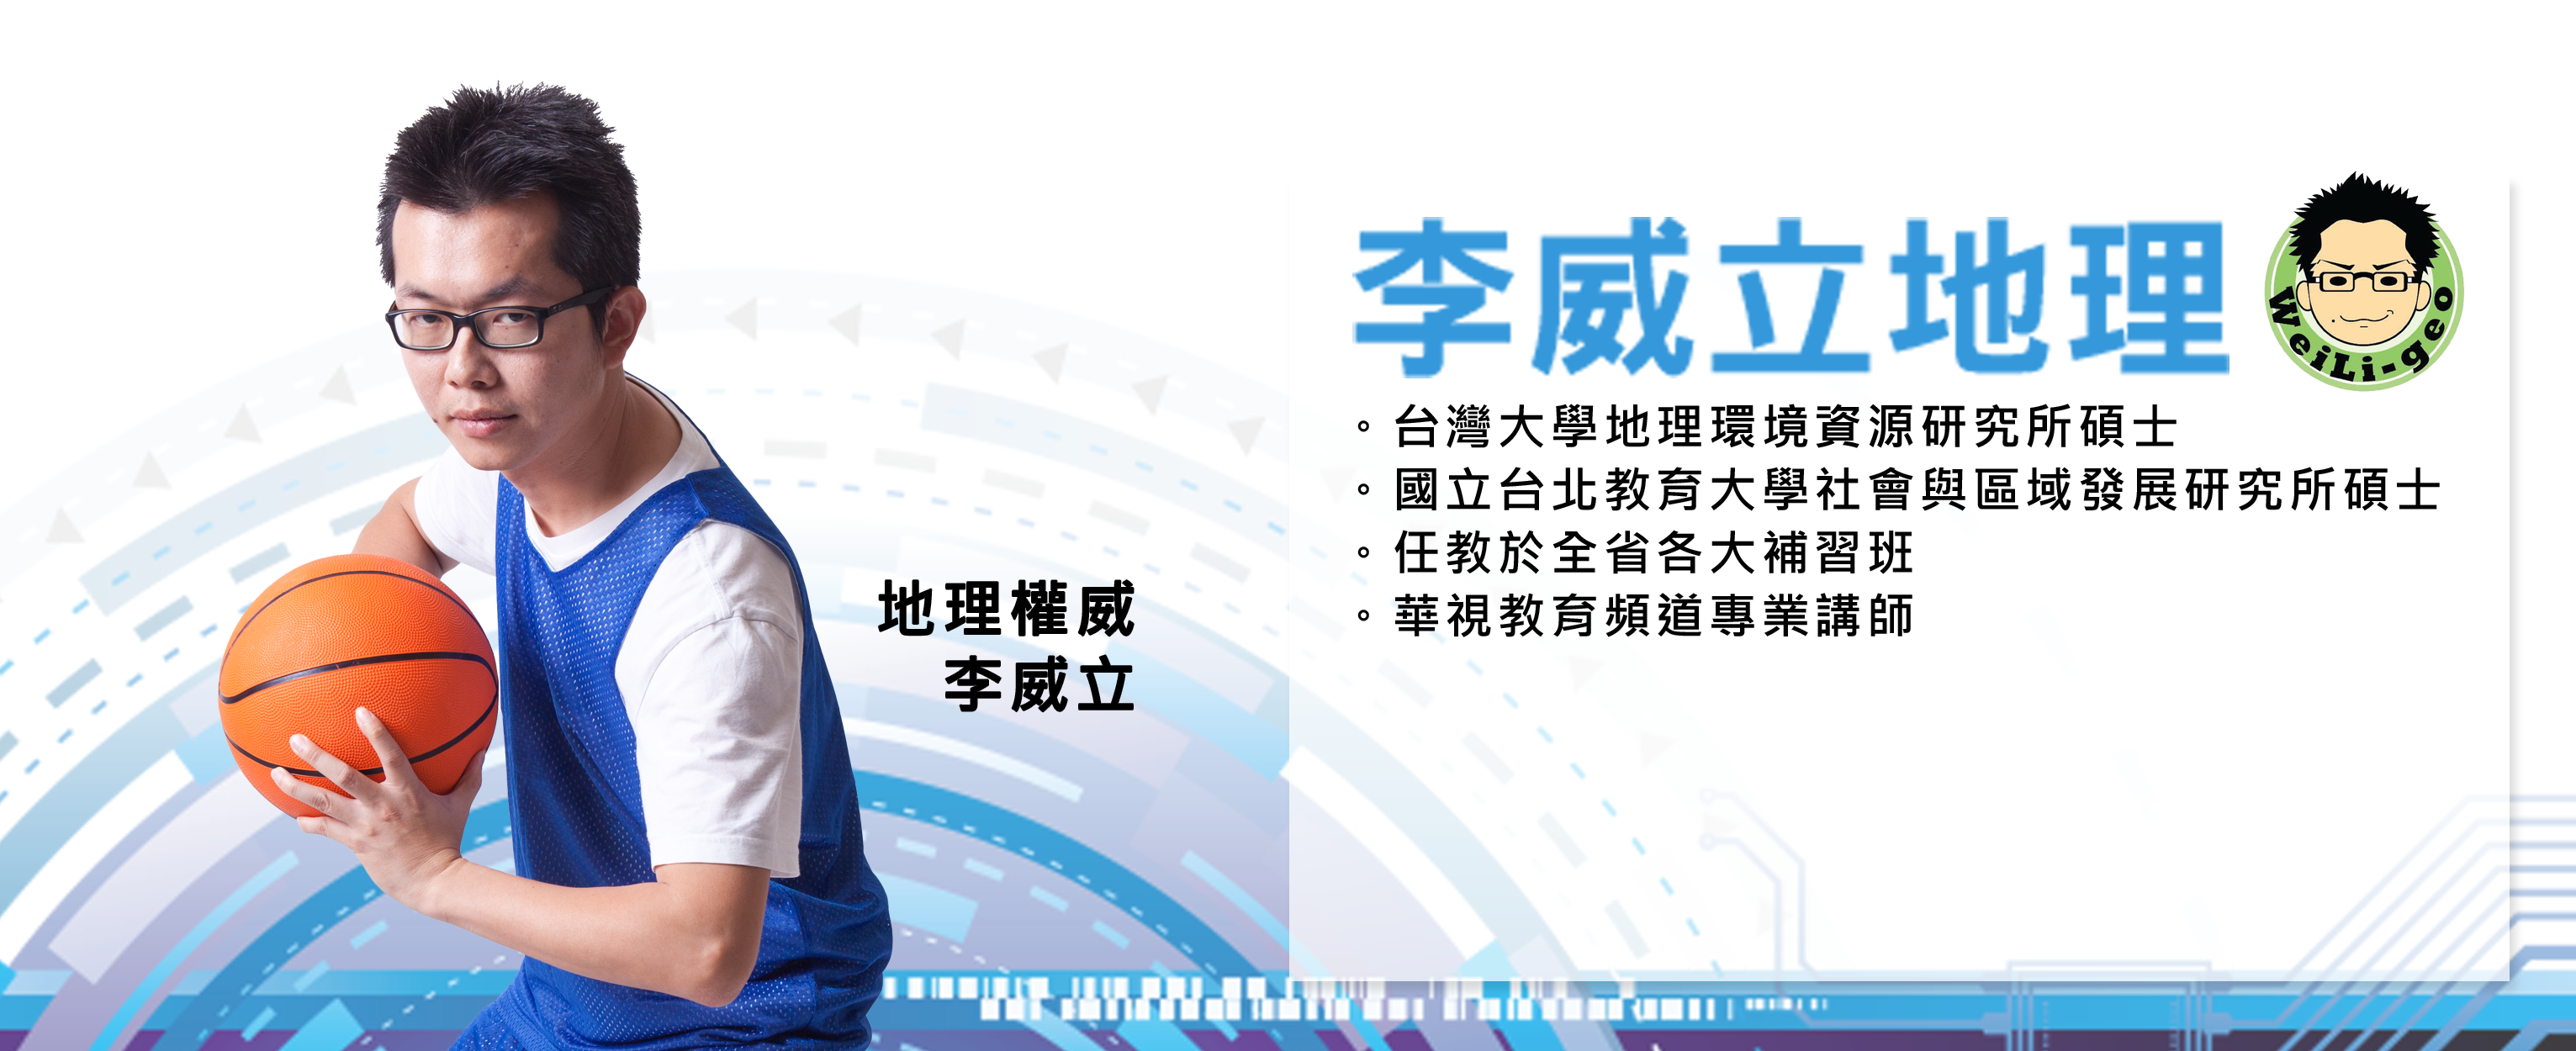 地理權威
李威立
李威立地理
WeiLi-geo
。台灣大學地理環境資源研究所碩士
。國立台北教育大學社會與區域發展研究所碩士
。任教於全省各大補習班
。華視教育頻道專業講師